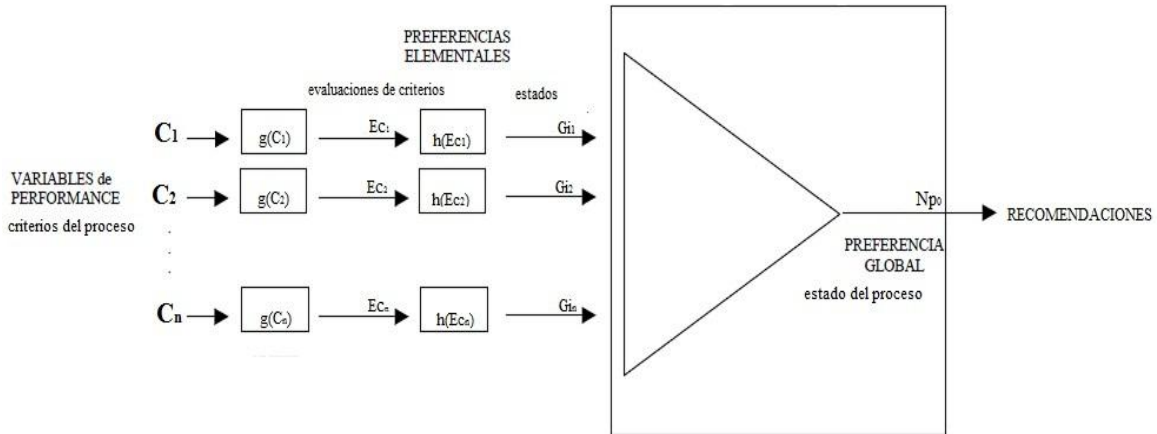 PREFERENCIAS
ELEMENTALES
evaluaciones de criterios
estados
C1
g(C1)
Ec1
h(Ec1)
Gi1
VARIABLES de
PERFORMANCE
criterios del proceso
C2
g(C2)
Ec2
h(Ec2)
Gi2
Np0
RECOMENDACIONES
PREFERENCIA
GLOBAL
estado del proceso
Cn
g(Cn)
Ecn
h(Ecn)
Gin